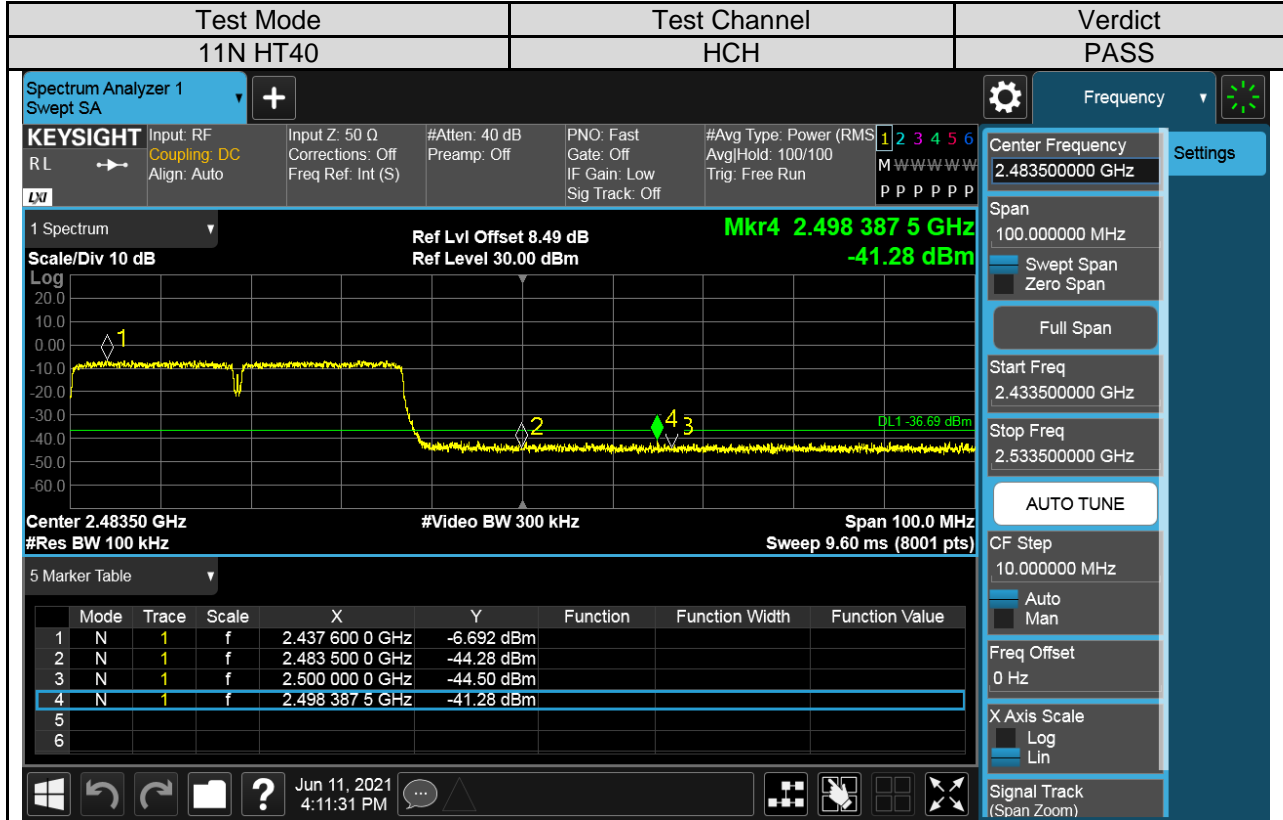 Test Mode Test Channel Verdict
11N HT40 HCH PASS
Spectrum Analyzer 1
Swept SA
Frequency
KEYSIGHT
RL
LXI
Input: RF
Coupling: DC
Align: Auto
Input Z: 50 Ω
Corrections: Off
Freq Ref: Int (S)
#Atten: 40 dB
Preamp: Off
PNO: Fast
Gate: Off
IF Gain: Low
Sig Track: Off
#Avg Type: Power (RMS
Avg|Hold: 100/100
Trig: Free Run
1 2 3 4 5 6
M W W W W W
P P P P P P
1 Spectrum
Scale/Div 10 dB
Ref Lvl Offset 8.49 dB
Ref Level 30.00 dBm
Mkr4 2.498 387 5 GHz
-41.28 dBm
Log
20.0
10.0
0.00
-10.0
-20.0
-30.0
-40.0
-50.0
-60.0
1
2
4
3
DL1 -36.69 dBm
Center 2.48350 GHz #Video BW 300 kHz Span 100.0 MHz
#Res BW 100 kHz Sweep 9.60 ms (8001 pts)
5 Marker Table
Mode Trace Scale X Y Function Function Width Function Value
1 N 1 f 2.437 600 0 GHz -6.692 dBm
2 N 1 f 2.483 500 0 GHz -44.28 dBm
3 N 1 f 2.500 000 0 GHz -44.50 dBm
4 N 1 f 2.498 387 5 GHz -41.28 dBm
5
6
Jun 11, 2021
4:11:31 PM
Center Frequency
2.483500000 GHz
Settings
Span
100.000000 MHz
Swept Span
Zero Span
Full Span
Start Freq
2.433500000 GHz
Stop Freq
2.533500000 GHz
AUTO TUNE
CF Step
10.000000 MHz
Auto
Man
Freq Offset
0 Hz
X Axis Scale
Log
Lin
Signal Track
(Span Zoom)